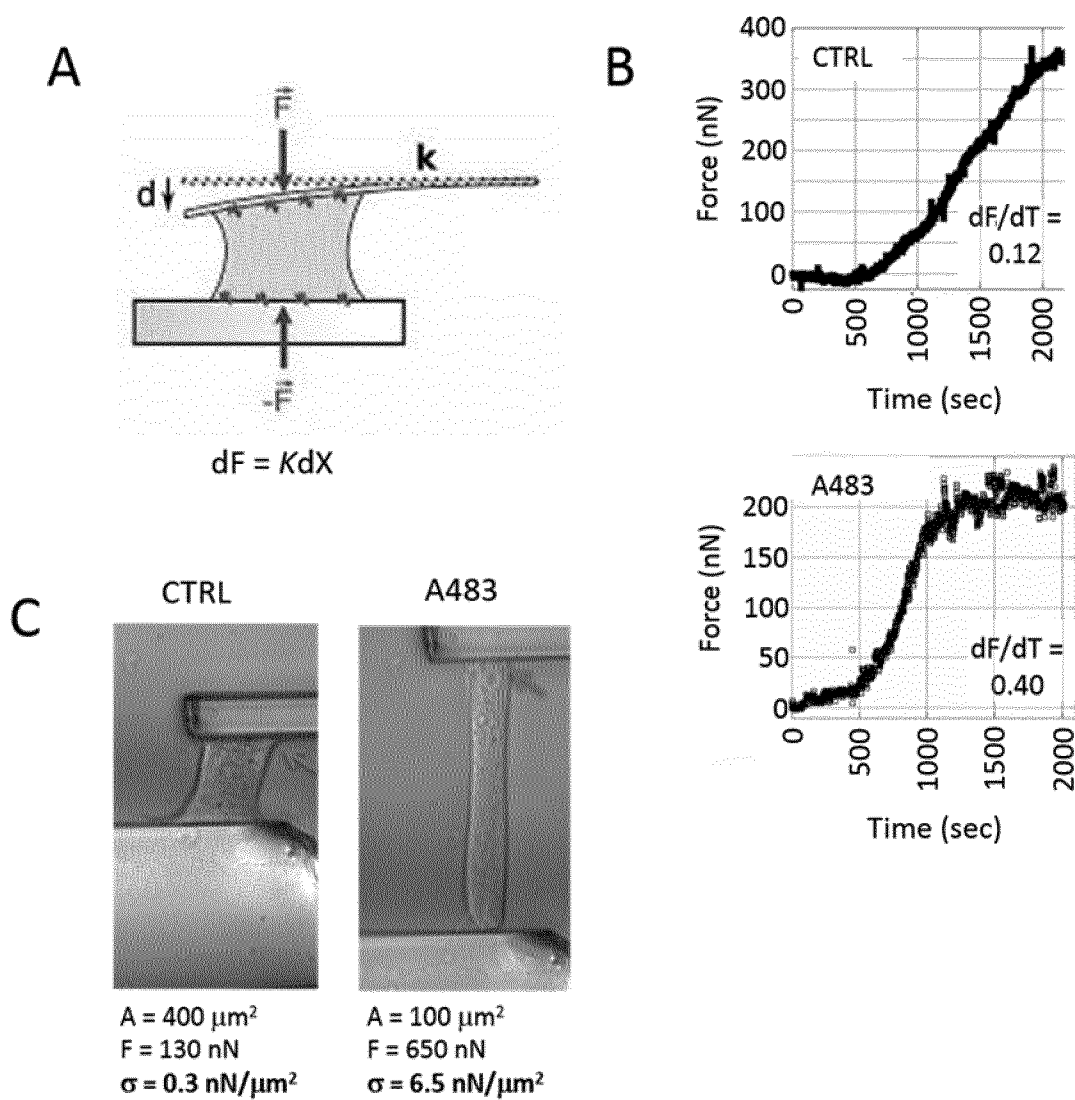 A
F
k
d
-F
dF = KdX
B
400
300
200
100
0
Force (nN)
CTRL
dF/dT =
0.12
0
500
1000
1500
2000
Time (sec)
A483
200
150
100
50
0
Force (nN)
dF/dT =
0.40
0
500
1000
1500
2000
Time (sec)
C
CTRL
A483
A = 400 μm²
F = 130 nN
σ = 0.3 nN/μm²
A = 100 μm²
F = 650 nN
σ = 6.5 nN/μm²